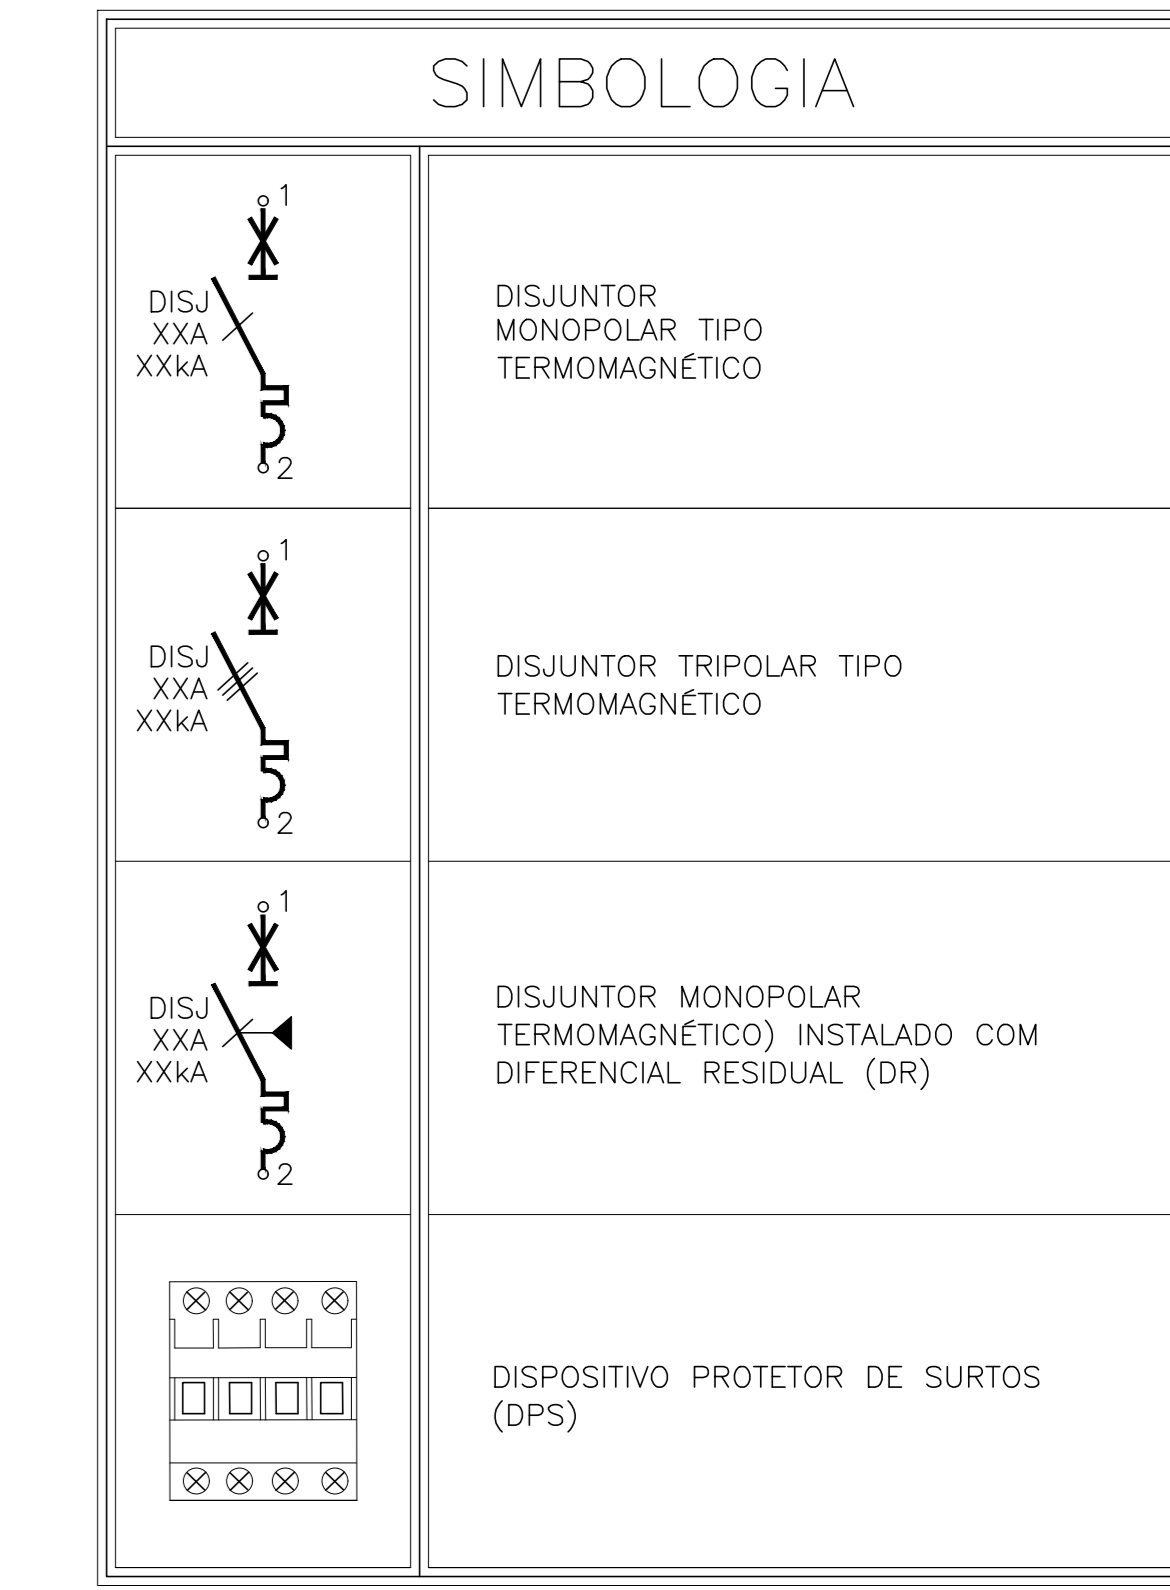 SIMBOLOGIA
1
DISJ
XXA
XXkA
2
DISJUNTOR
MONOPOLAR TIPO
TERMOMAGNÉTICO
1
DISJ
XXA
XXkA
2
DISJUNTOR TRIPOLAR TIPO
TERMOMAGNÉTICO
1
DISJ
XXA
XXkA
2
DISJUNTOR MONOPOLAR
TERMOMAGNÉTICO) INSTALADO COM
DIFERENCIAL RESIDUAL (DR)
DISPOSITIVO PROTETOR DE SURTOS
(DPS)